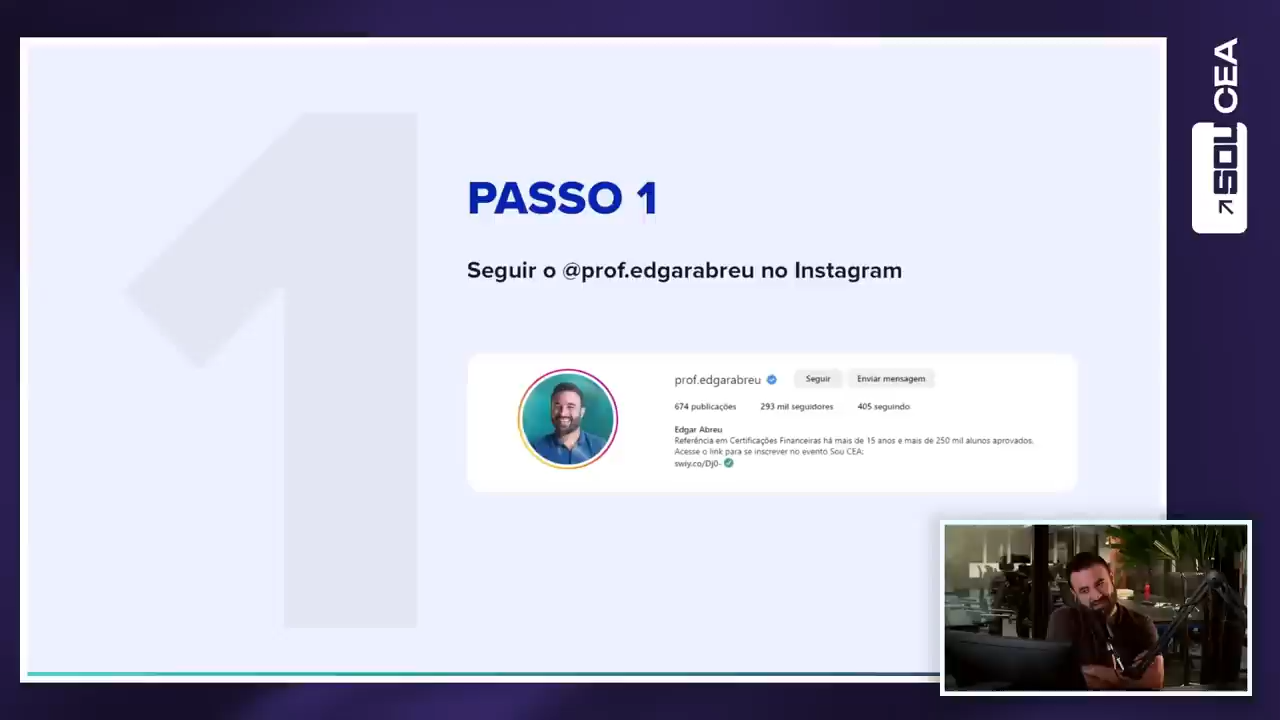 PASSO 1
Seguir o @prof.edgarabreu no Instagram
prof.edgarabreu Seguir Enviar mensagem
674 publicações 293 mil seguidores 405 seguindo
Edgar Abreu
Referência em Certificações Financeiras há mais de 15 anos e mais de 250 mil alunos aprovados.
Acesse o link para se inscrever no evento Sou CEA:
swiy.co/Dj0-
SOU CEA
1